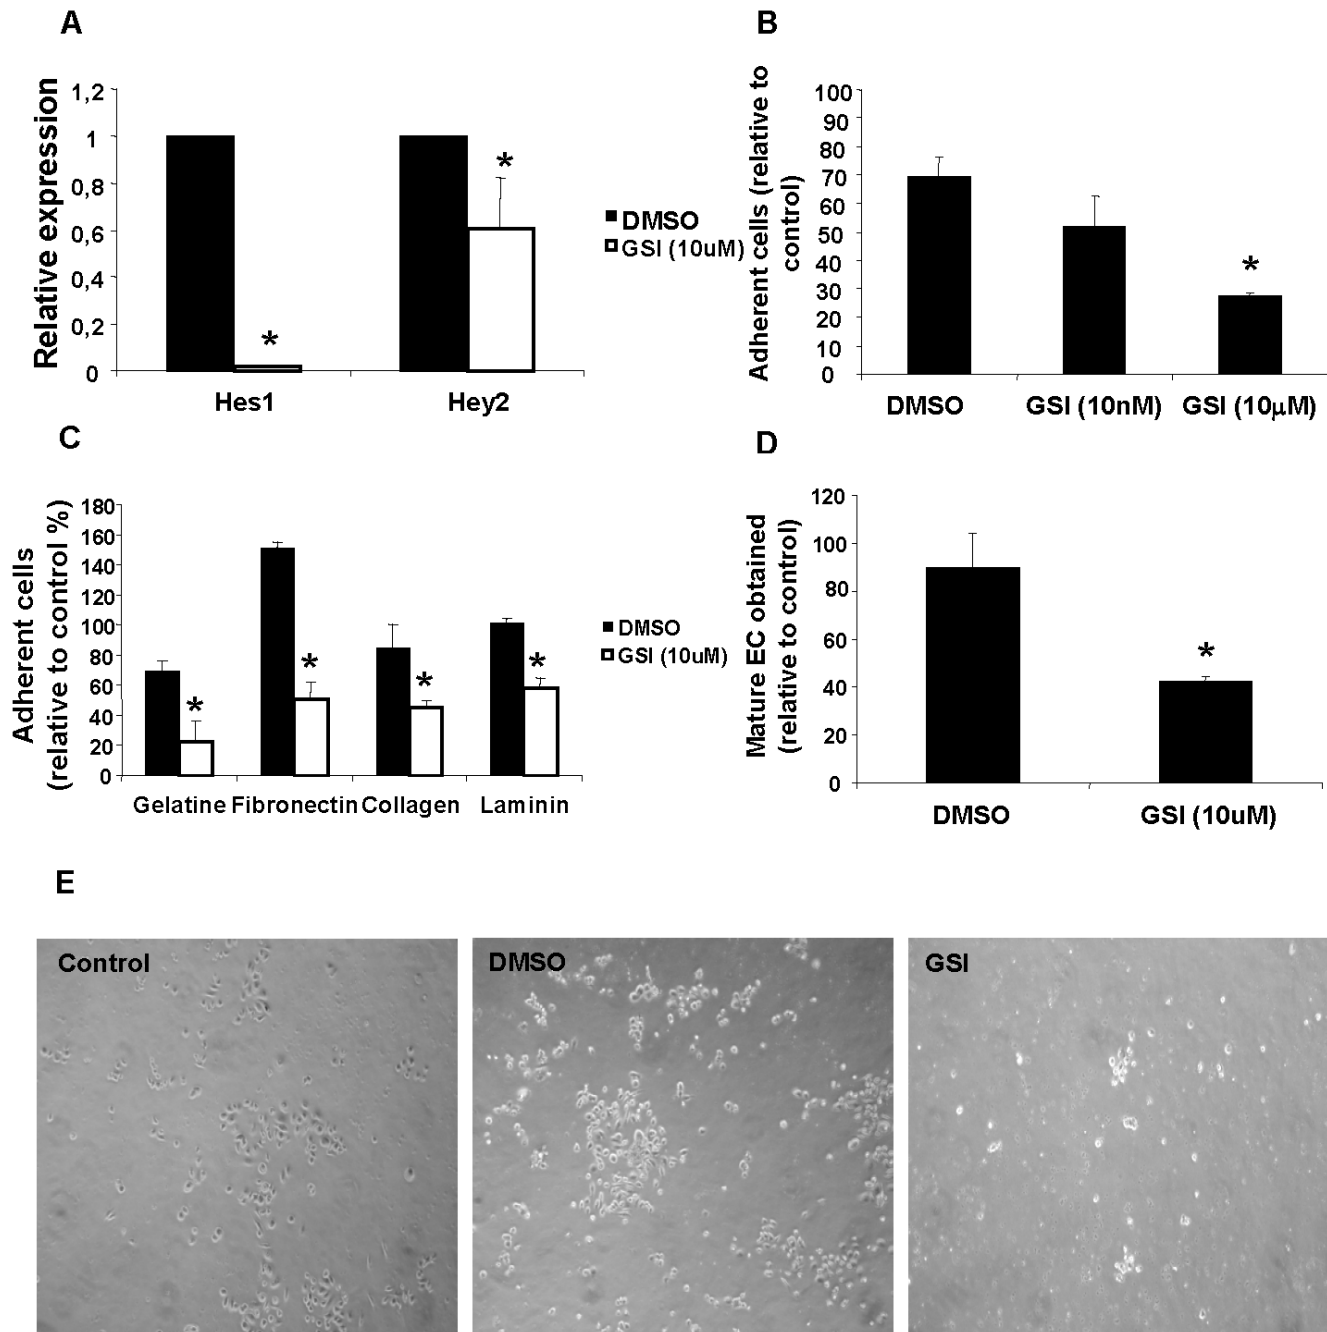 A
Relative expression
1,2
1
0,8
0,6
0,4
0,2
0
*
*
Hes1
Hey2
DMSO
GSI (10uM)
B
Adherent cells (relative to
control)
100
90
80
70
60
50
40
30
20
10
0
*
DMSO
GSI (10nM)
GSI (10µM)
C
Adherent cells
(relative to control %)
180
160
140
120
100
80
60
40
20
0
*
*
*
*
Gelatine
Fibronectin
Collagen
Laminin
DMSO
GSI (10uM)
D
Mature EC obtained
(relative to control)
120
100
80
60
40
20
0
*
DMSO
GSI (10uM)
E
Control
DMSO
GSI